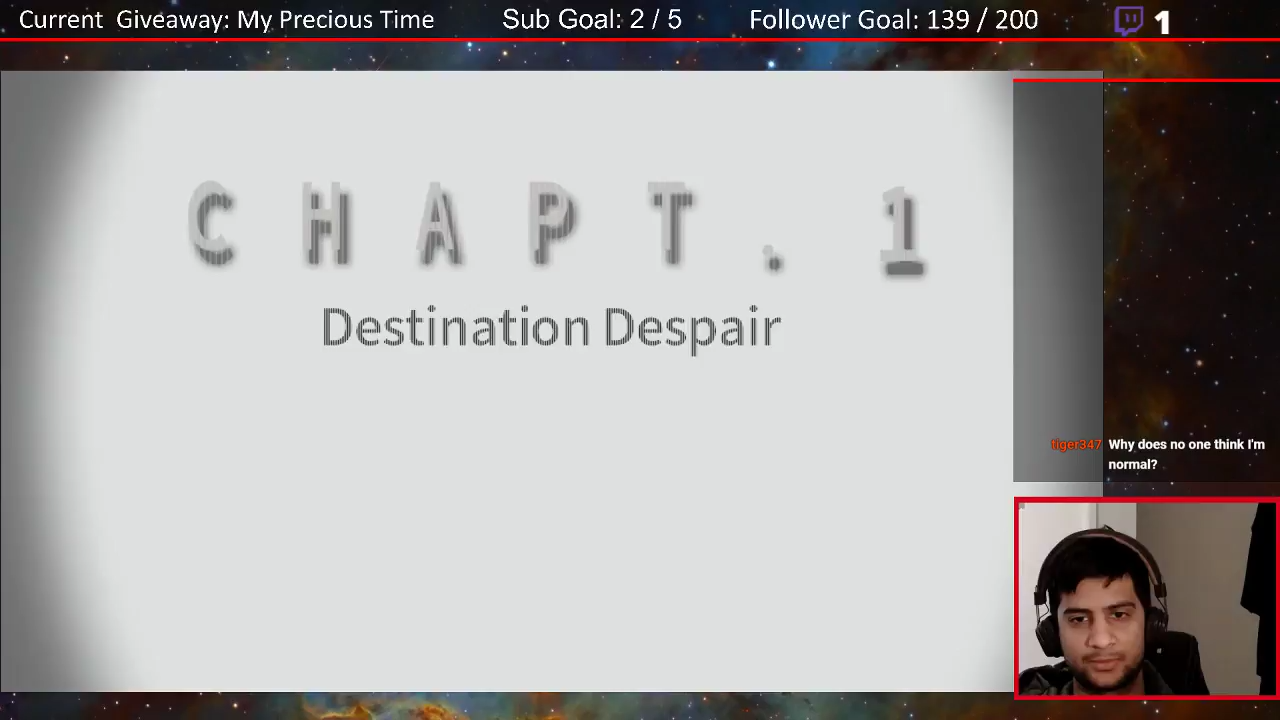 Current Giveaway: My Precious Time
Sub Goal: 2 / 5
Follower Goal: 139 / 200
1
CHAPT. 1
Destination Despair
tiger347 Why does no one think I'm
normal?